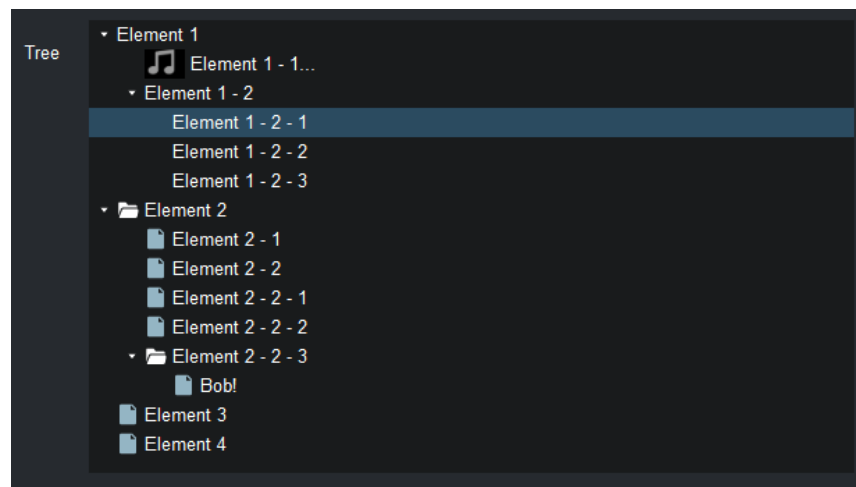 Tree
Element 1
Element 1 - 1...
Element 1 - 2
Element 1 - 2 - 1
Element 1 - 2 - 2
Element 1 - 2 - 3
Element 2
Element 2 - 1
Element 2 - 2
Element 2 - 2 - 1
Element 2 - 2 - 2
Element 2 - 2 - 3
Bob!
Element 3
Element 4